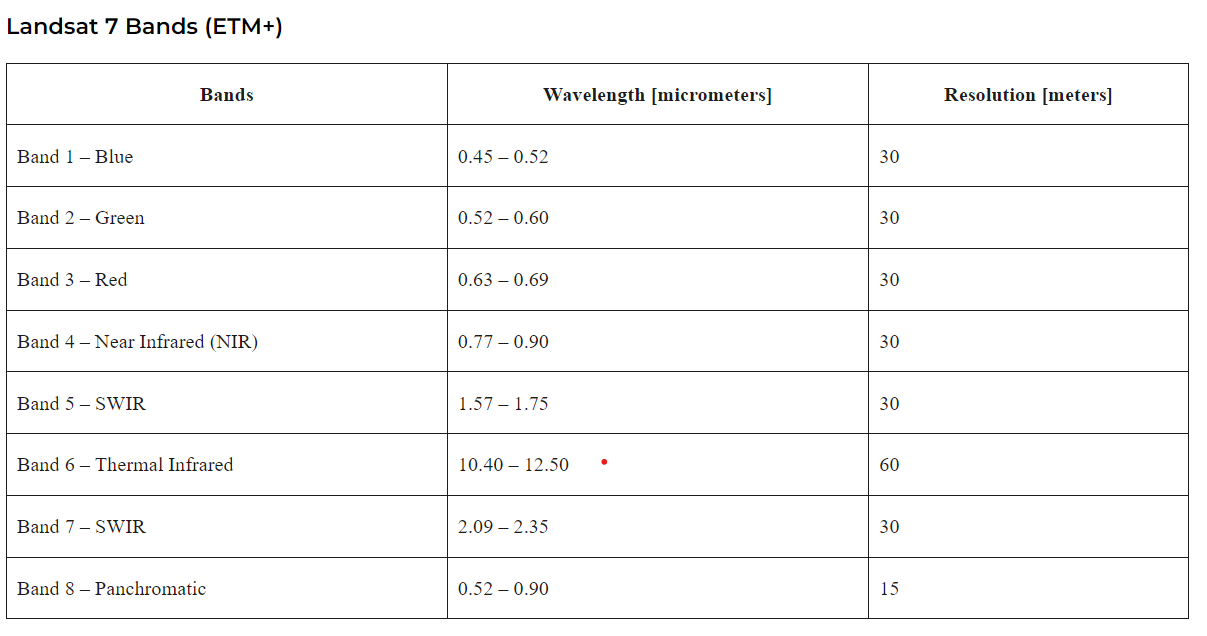 Landsat 7 Bands (ETM+)
Bands Wavelength [micrometers] Resolution [meters]
Band 1 – Blue 0.45 – 0.52 30
Band 2 – Green 0.52 – 0.60 30
Band 3 – Red 0.63 – 0.69 30
Band 4 – Near Infrared (NIR) 0.77 – 0.90 30
Band 5 – SWIR 1.57 – 1.75 30
Band 6 – Thermal Infrared 10.40 – 12.50 60
Band 7 – SWIR 2.09 – 2.35 30
Band 8 – Panchromatic 0.52 – 0.90 15